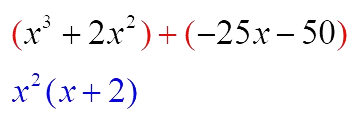 (x³ + 2x²) + (−25x − 50)
x²(x + 2)